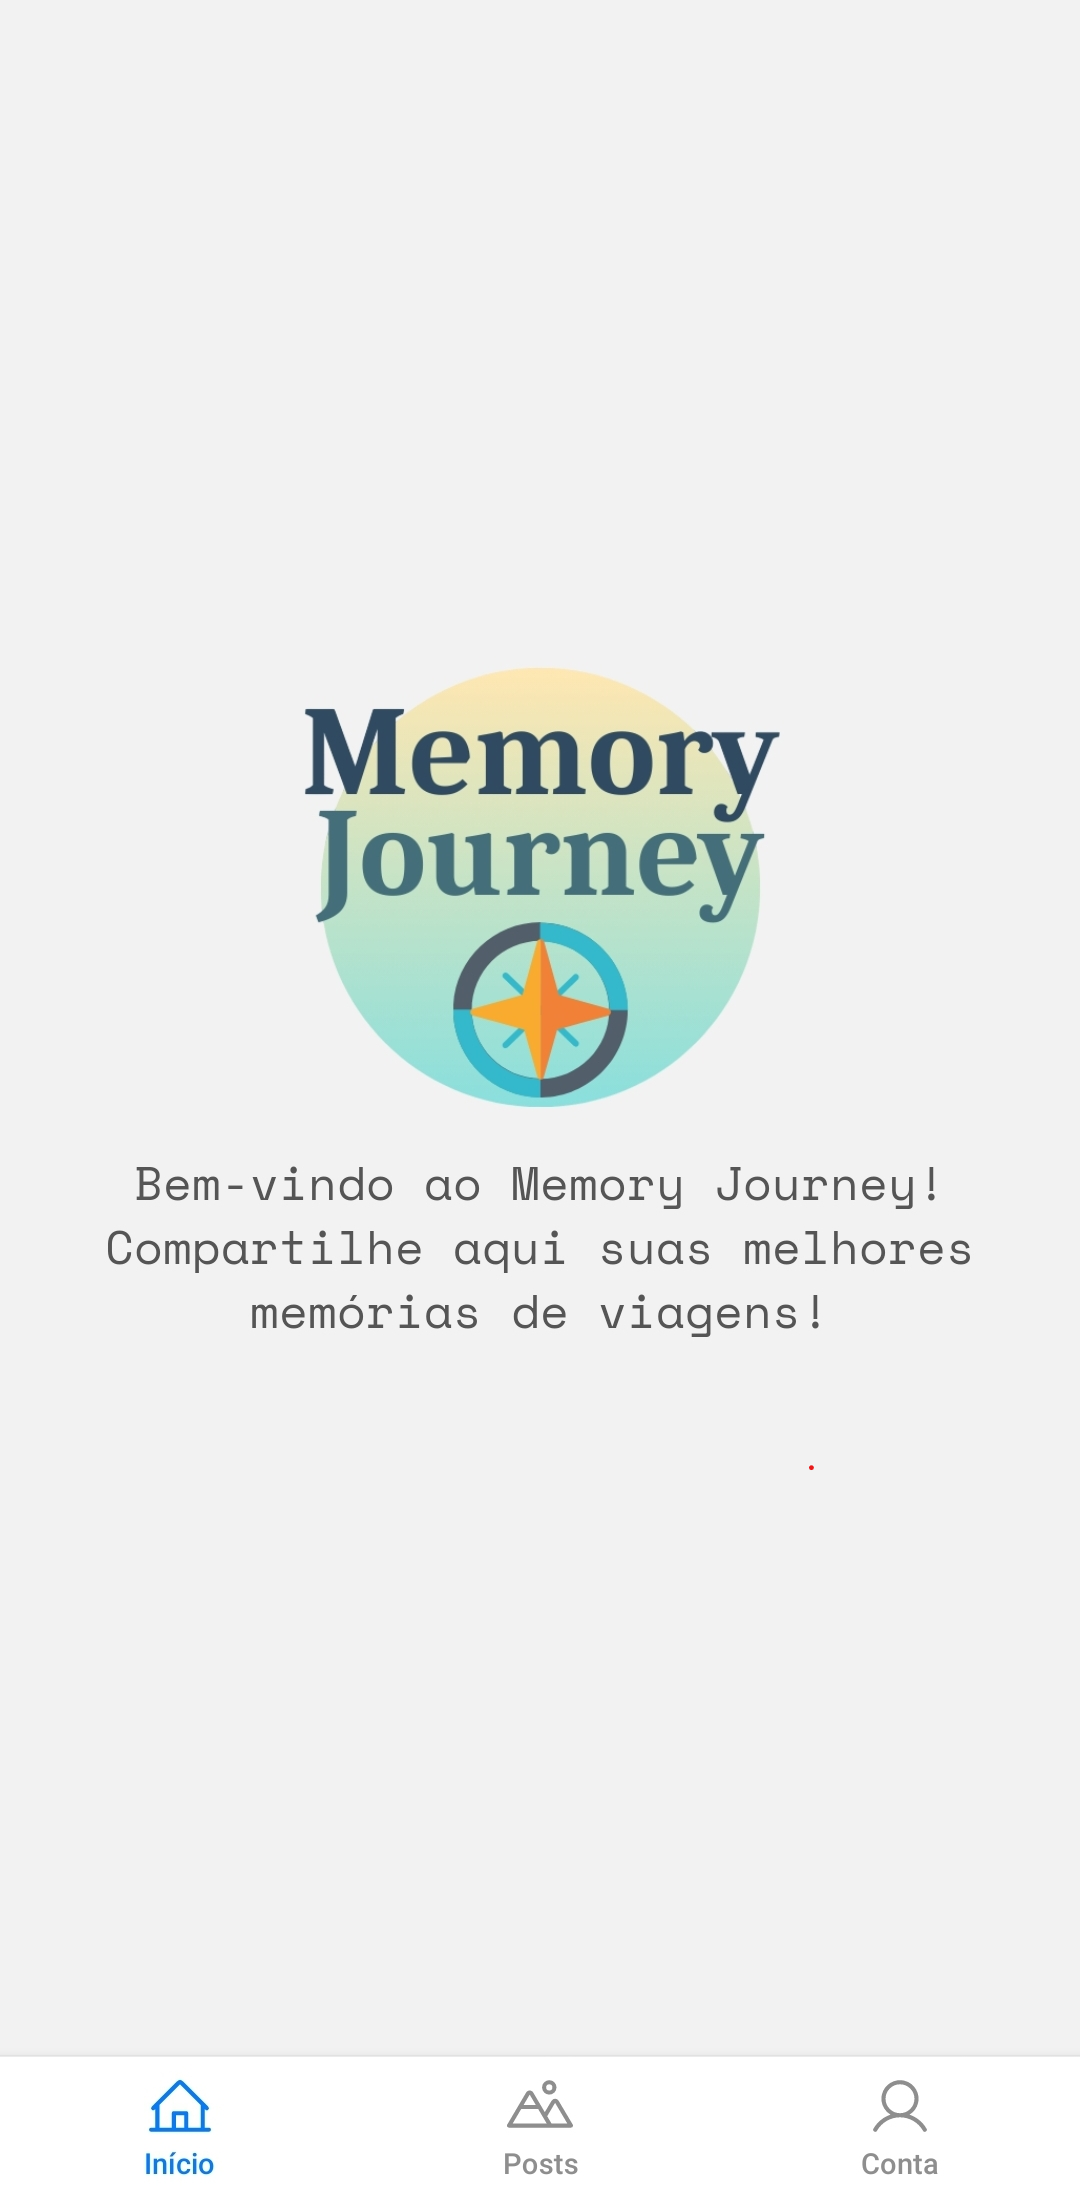 Memory
Journey
Bem-vindo ao Memory Journey!
Compartilhe aqui suas melhores
memórias de viagens!
Início
Posts
Conta